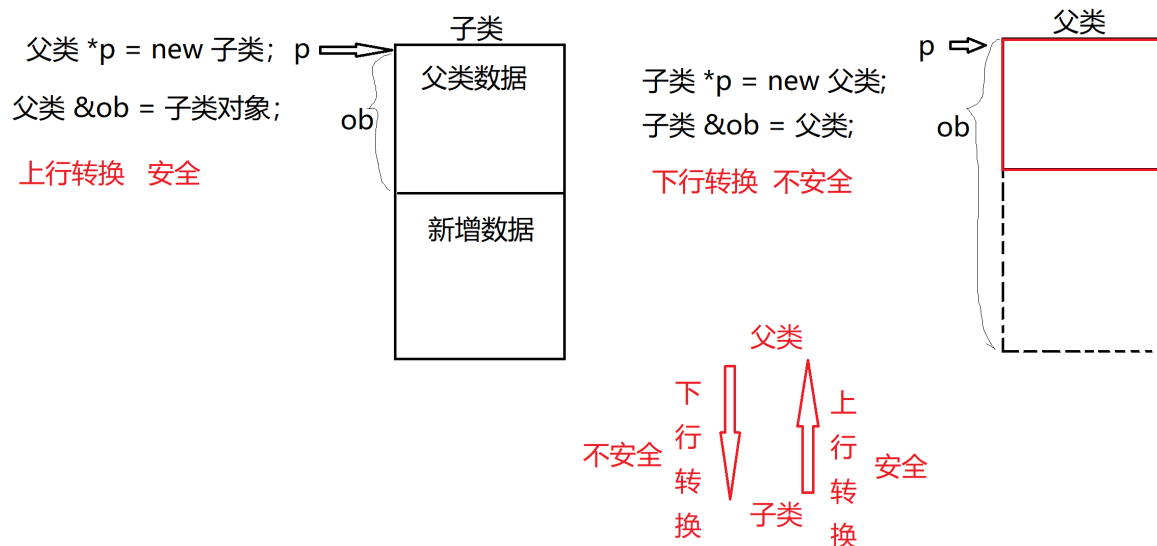 子类
父类 *p = new 子类;
p
父类数据
父类 &ob = 子类对象;
ob
上行转换 安全
新增数据
父类
p
子类 *p = new 父类;
子类 &ob = 父类;
ob
下行转换 不安全
父类
下行转换
不安全
上行转换
安全
子类